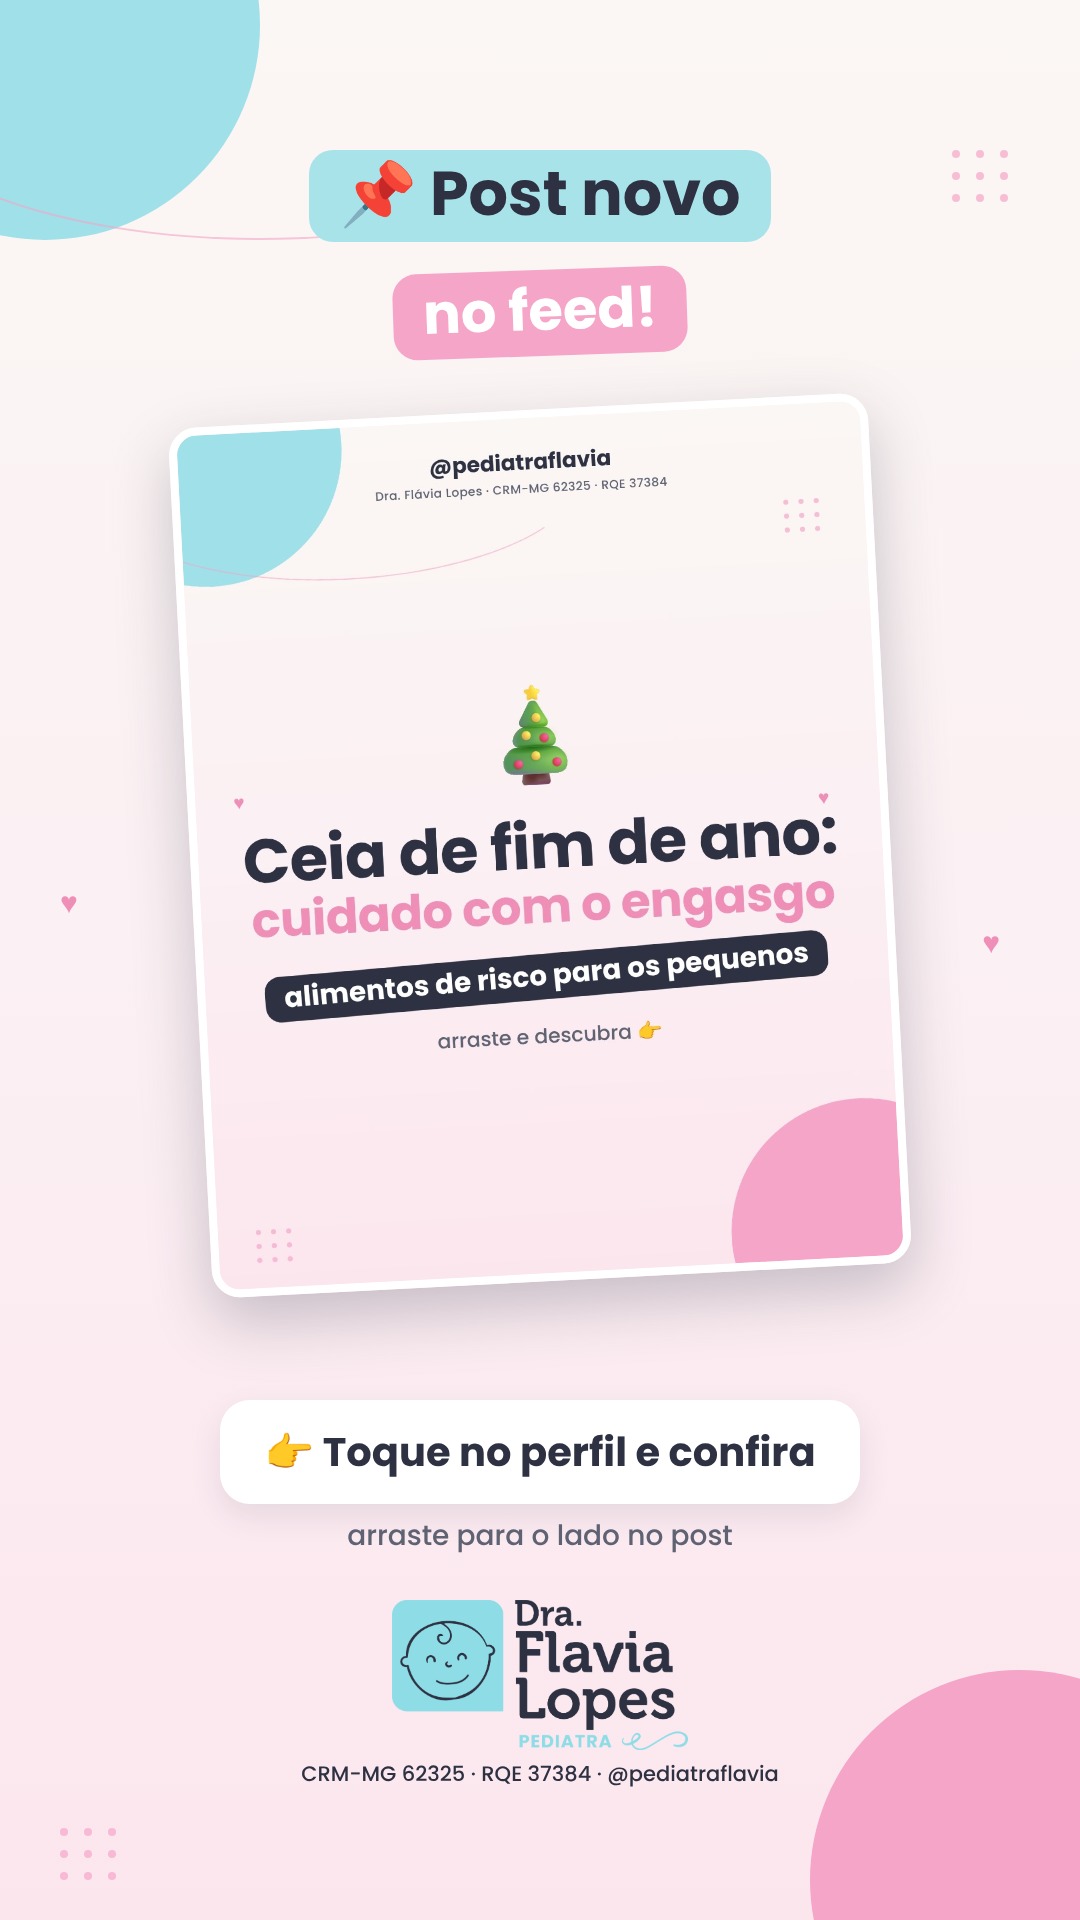 📌 Post novo
no feed!
@pediatraflavia
Dra. Flávia Lopes · CRM-MG 62325 · RQE 37384
Ceia de fim de ano:
cuidado com o engasgo
alimentos de risco para os pequenos
arraste e descubra 👉
👉 Toque no perfil e confira
arraste para o lado no post
Dra.
Flavia
Lopes
PEDIATRA
CRM-MG 62325 · RQE 37384 · @pediatraflavia